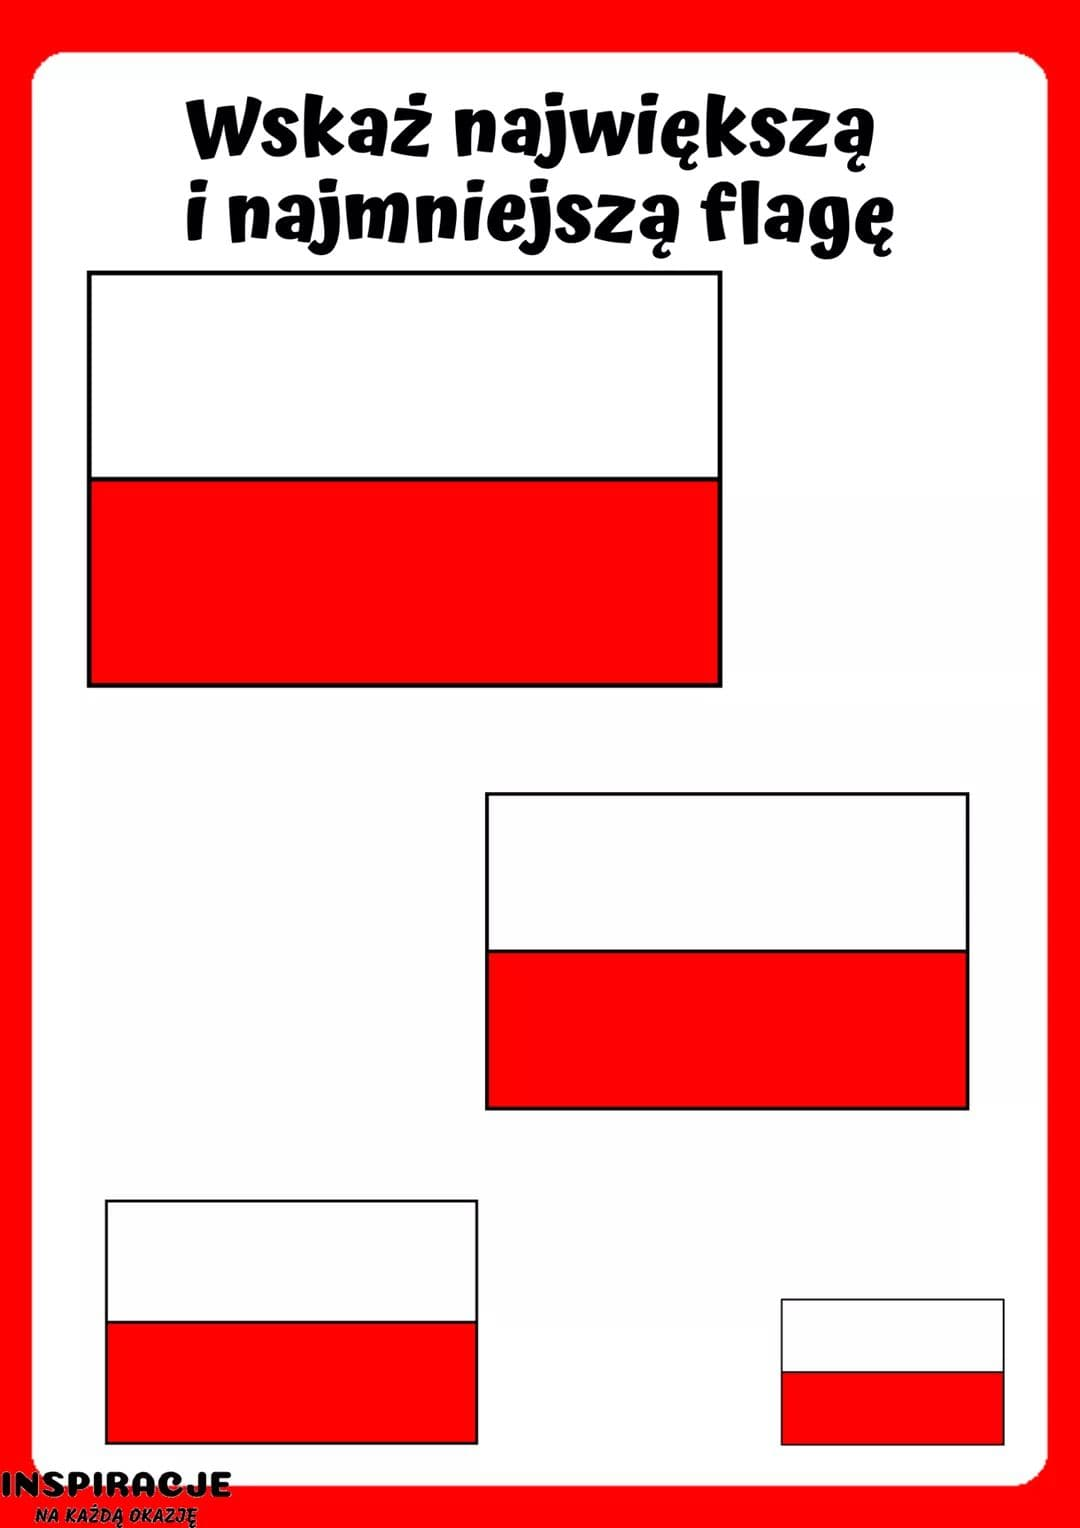 Wskaż największą
i najmniejszą flagę
INSPIRACJE
NA KAŻDĄ OKAZJĘ